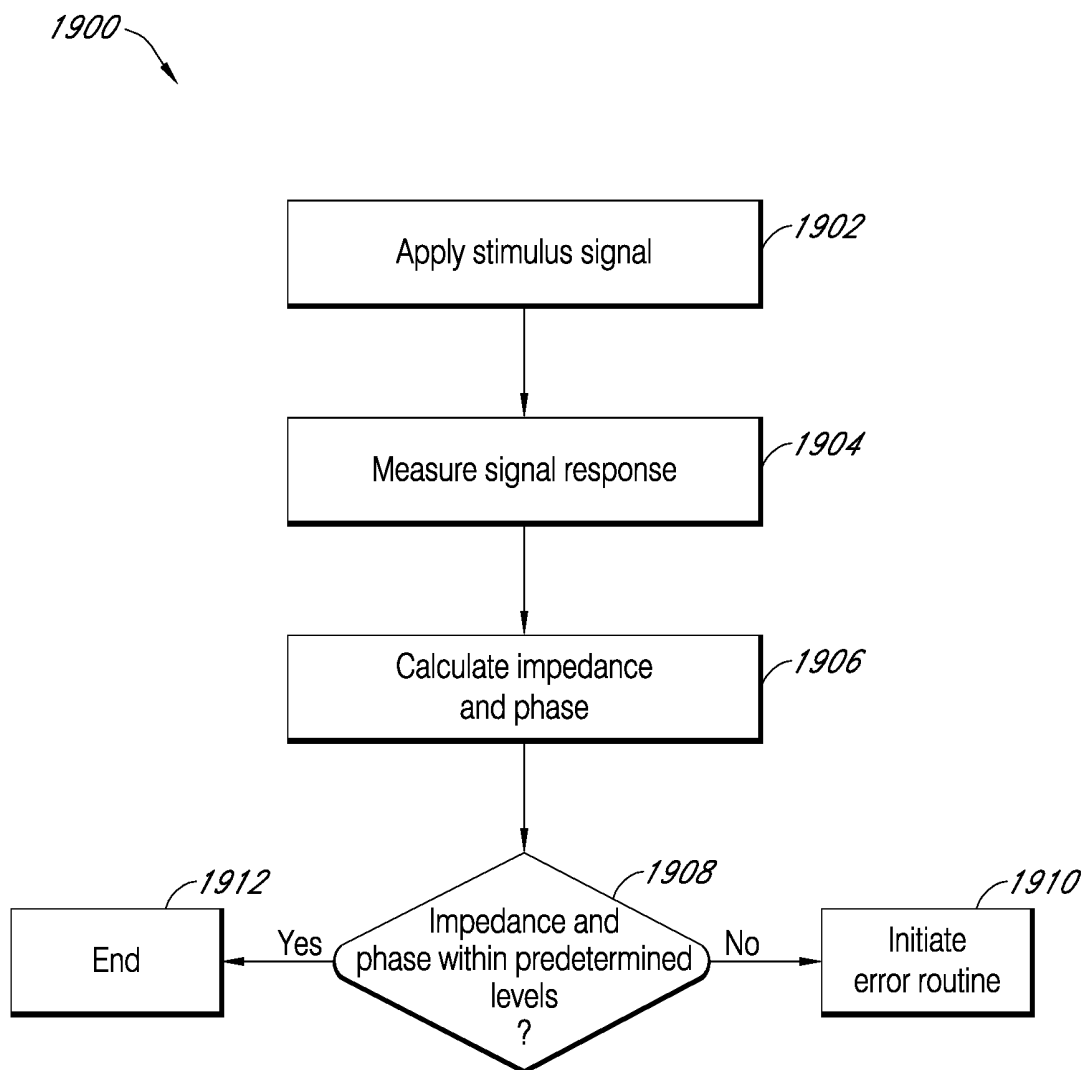 1900
Apply stimulus signal
1902
Measure signal response
1904
Calculate impedance
and phase
1906
1912
1908
1910
End
Yes
Impedance and
phase within predetermined
levels
?
No
Initiate
error routine